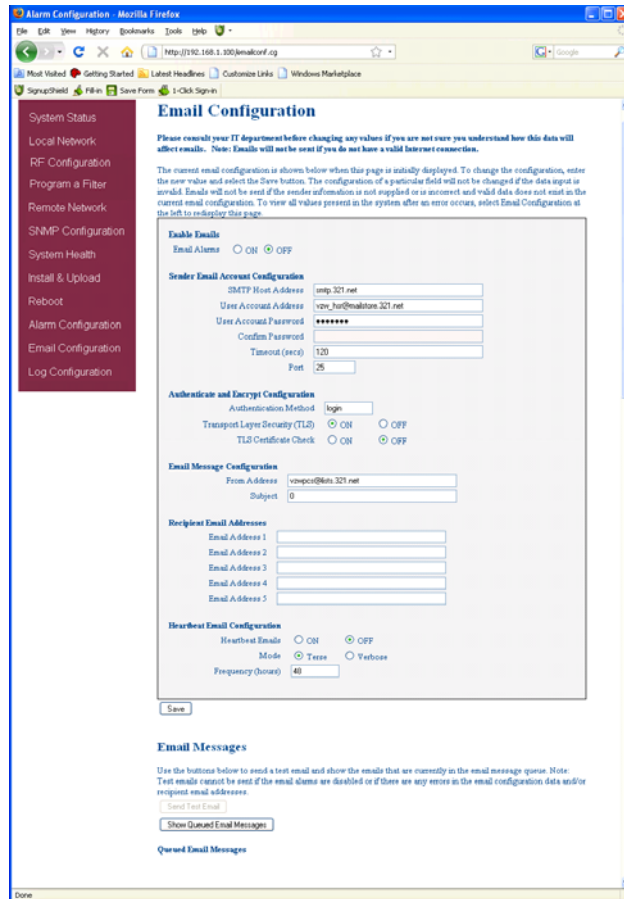 Alarm Configuration - Mozilla Firefox
File Edit View History Bookmarks Tools Help
http://192.168.1.100/emailconf.cg
Google
Most Visited Getting Started Latest Headlines Customize Links Windows Marketplace
SignupShield Fill-in Save Form 1-Click Sign-in
System Status
Local Network
RF Configuration
Program a Filter
Remote Network
SNMP Configuration
System Health
Install & Upload
Reboot
Alarm Configuration
Email Configuration
Log Configuration
Email Configuration
Please consult your IT department before changing any values if you are not sure you understand how this data will
affect emails. Note: Emails will not be sent if you do not have a valid Internet connection.
The current email configuration is shown below when this page is initially displayed. To change the configuration, enter
the new value and select the Save button. The configuration of a particular field will not be changed if the data input is
invalid. Emails will not be sent if the sender information is not supplied or is incorrect and valid data does not exist in the
current email configuration. To view all values present in the system after an error occurs, select Email Configuration at
the left to redisplay this page.
Enable Emails
Email Alarms ON OFF
Sender Email Account Configuration
SMTP Host Address smtp.321.net
User Account Address vzw_hsr@mailstore.321.net
User Account Password •••••••
Confirm Password
Timeout (secs) 120
Port 25
Authenticate and Encrypt Configuration
Authentication Method login
Transport Layer Security (TLS) ON OFF
TLS Certificate Check ON OFF
Email Message Configuration
From Address vzwpcs@lists.321.net
Subject 0
Recipient Email Addresses
Email Address 1
Email Address 2
Email Address 3
Email Address 4
Email Address 5
Heartbeat Email Configuration
Heartbeat Emails ON OFF
Mode Terse Verbose
Frequency (hours) 48
Save
Email Messages
Use the buttons below to send a test email and show the emails that are currently in the email message queue. Note:
Test emails cannot be sent if the email alarms are disabled or if there are any errors in the email configuration data and/or
recipient email addresses.
Send Test Email
Show Queued Email Messages
Queued Email Messages
Done